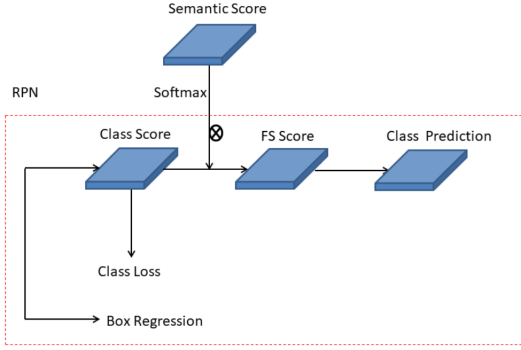 Semantic Score
RPN
Softmax
Class Score
FS Score
Class Prediction
Class Loss
Box Regression